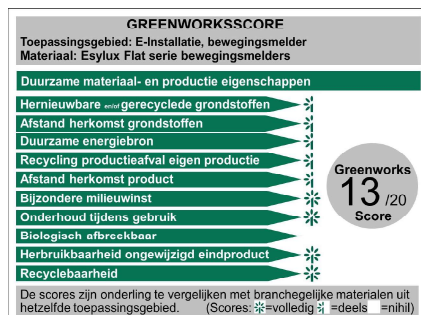 GREENWORKSSCORE
Toepassingsgebied: E-Installatie, bewegingsmelder
Materiaal: Esylux Flat serie bewegingsmelders
Duurzame materiaal- en productie eigenschappen
Hernieuwbare en/of gerecyclede grondstoffen
Afstand herkomst grondstoffen
Duurzame energiebron
Recycling productieafval eigen productie
Afstand herkomst product
Bijzondere milieuwinst
Onderhoud tijdens gebruik
Biologisch afbreekbaar
Herbruikbaarheid ongewijzigd eindproduct
Recyclebaarheid
Greenworks
13 /20
Score
De scores zijn onderling te vergelijken met branchegelijke materialen uit
hetzelfde toepassingsgebied. (Scores: =volledig =deels =nihil)